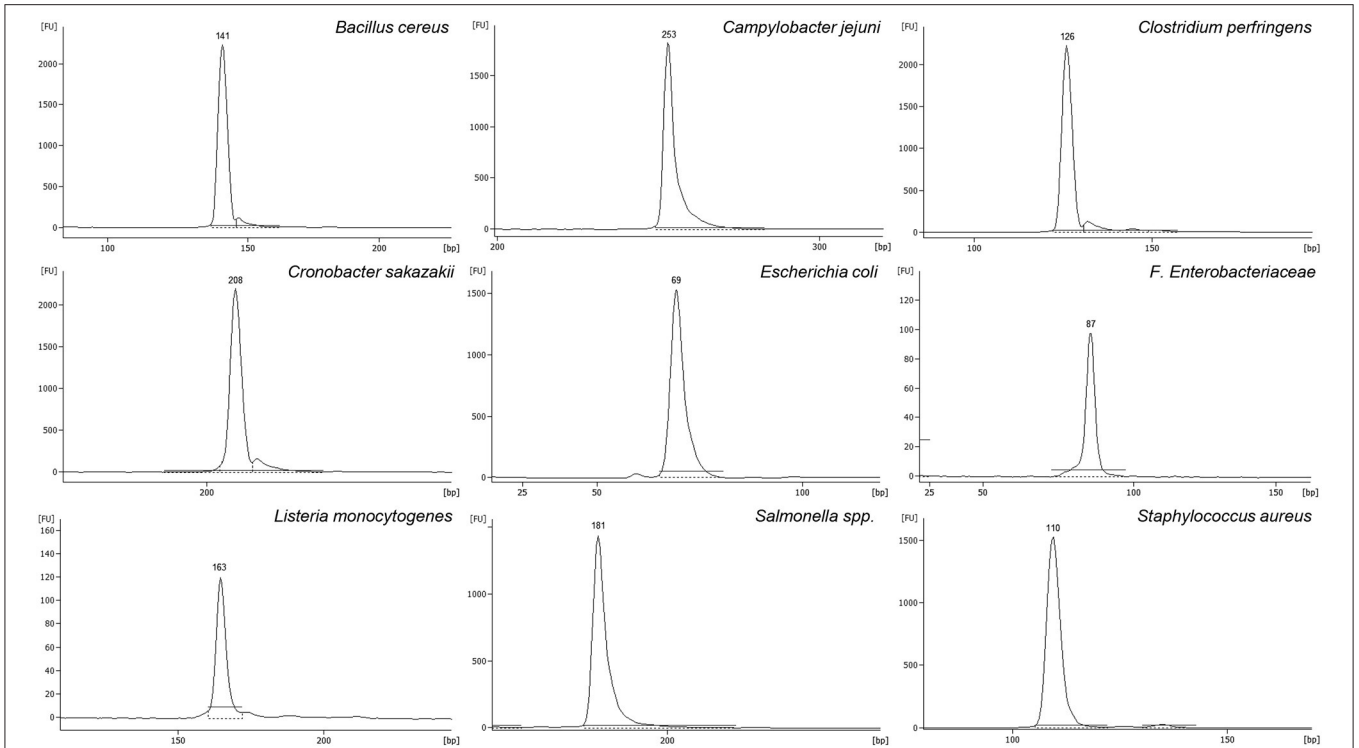 Bacillus cereus
[FU]
141
2000
1500
1000
500
0
100 150 200 [bp]
Campylobacter jejuni
[FU]
253
1500
1000
500
0
200 300 [bp]
Clostridium perfringens
[FU]
126
2000
1500
1000
500
0
100 150 [bp]
Cronobacter sakazakii
[FU]
208
2000
1500
1000
500
0
200 [bp]
Escherichia coli
[FU]
69
1500
1000
500
0
25 50 100 [bp]
F. Enterobacteriaceae
[FU]
87
120
100
80
60
40
20
0
25 50 100 150 [bp]
Listeria monocytogenes
[FU]
163
160
140
120
100
80
60
40
20
0
150 200 [bp]
Salmonella spp.
[FU]
181
1000
500
0
200 [bp]
Staphylococcus aureus
[FU]
110
1500
1000
500
0
100 150 [bp]